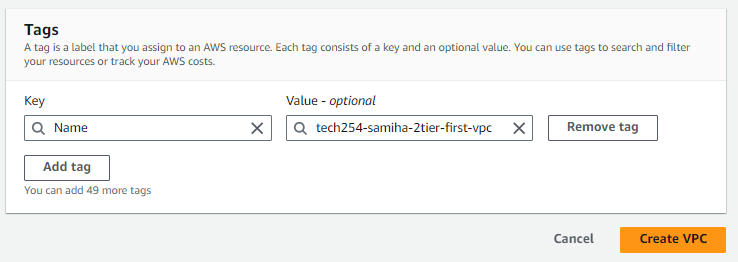 Tags
A tag is a label that you assign to an AWS resource. Each tag consists of a key and an optional value. You can use tags to search and filter
your resources or track your AWS costs.
Key
Value - optional
Name
tech254-samiha-2tier-first-vpc
Remove tag
Add tag
You can add 49 more tags
Cancel
Create VPC